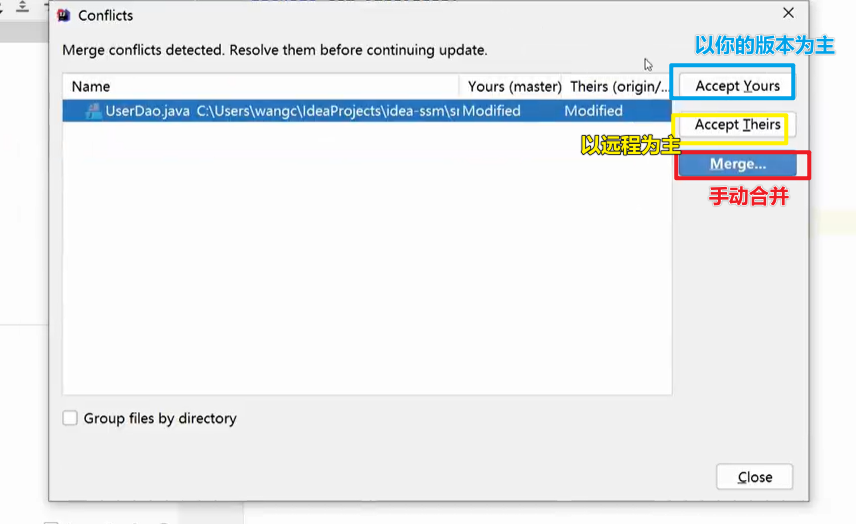 Conflicts
以你的版本为主
Merge conflicts detected. Resolve them before continuing update.
Name Yours (master) Theirs (origin/...
Accept Yours
UserDao.java C:\Users\wangc\IdeaProjects\idea-ssm\sr Modified Modified
Accept Theirs
以远程为主
Merge...
手动合并
Group files by directory
Close